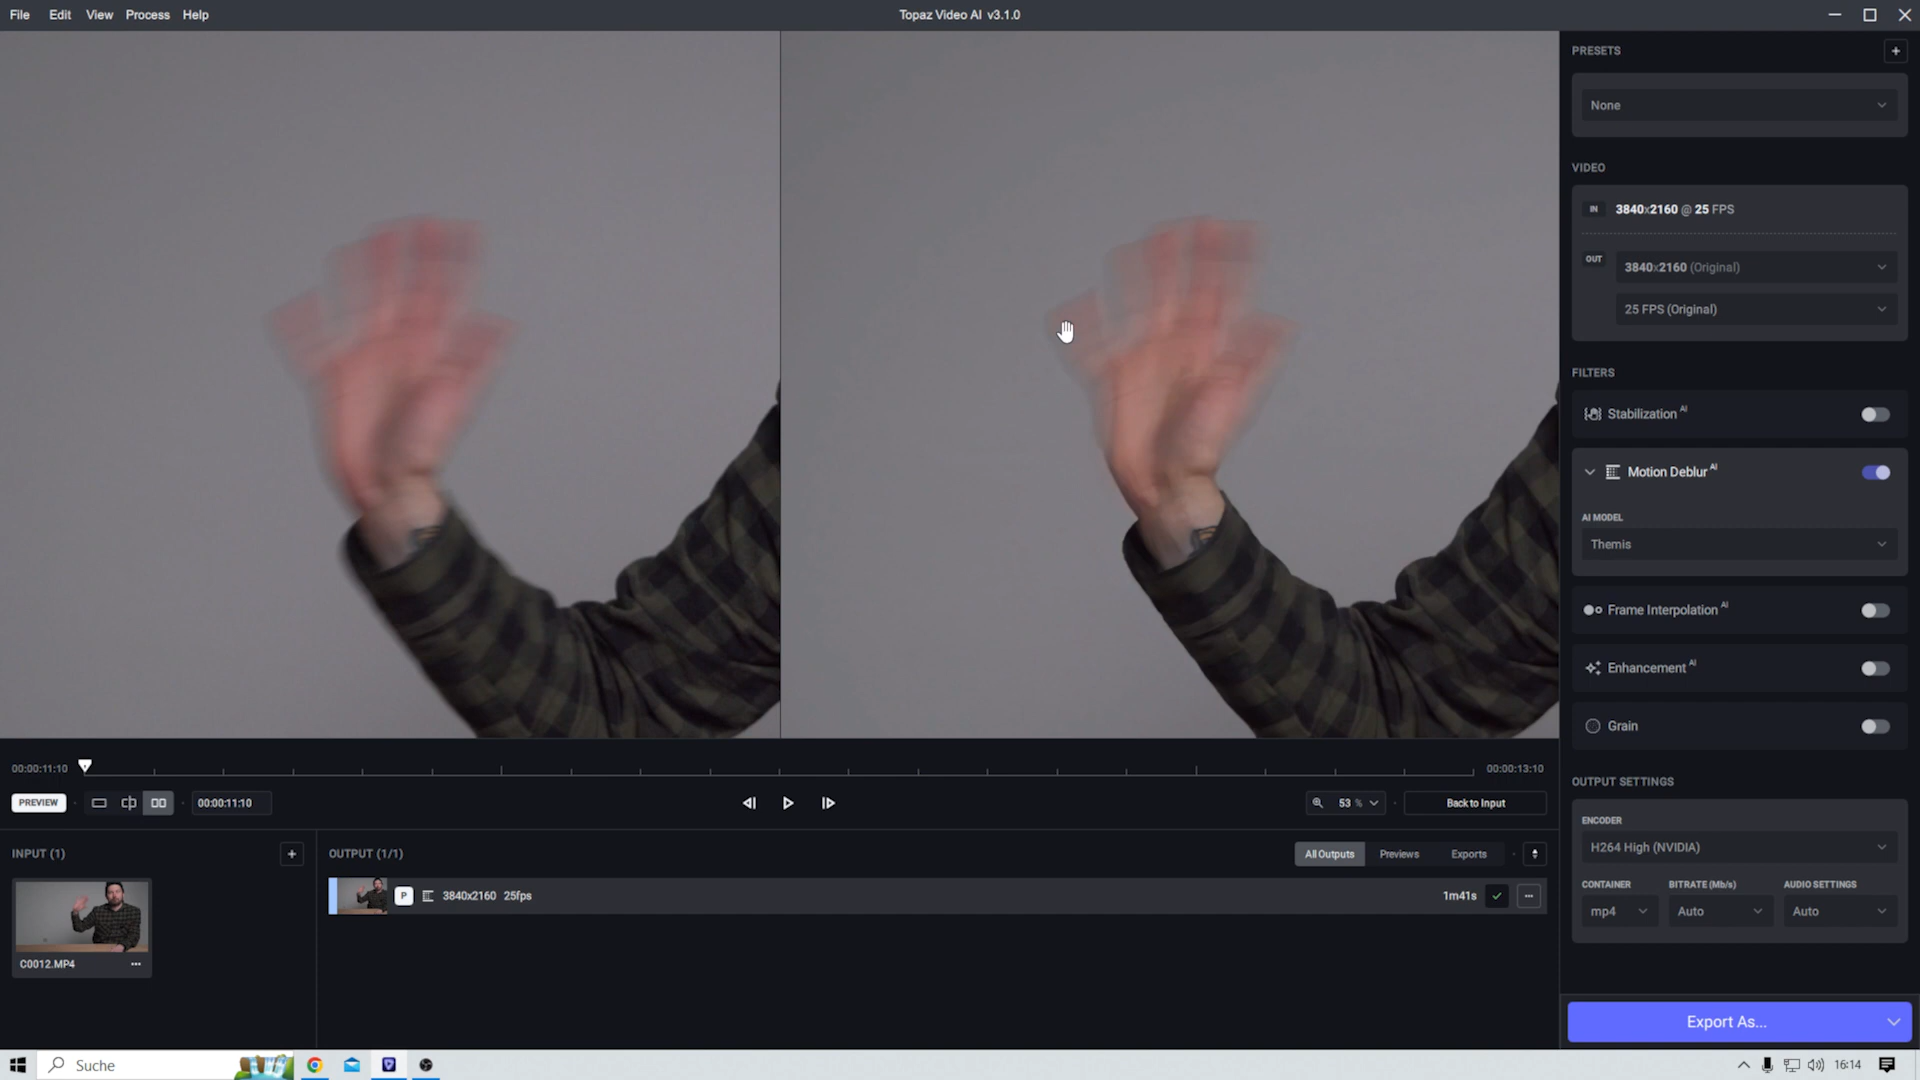 File Edit View Process Help
Topaz Video AI v3.1.0
PRESETS
None
VIDEO
IN 3840x2160 @ 25 FPS
OUT 3840x2160 (Original)
25 FPS (Original)
FILTERS
Stabilization AI
Motion Deblur AI
AI MODEL
Themis
Frame Interpolation AI
Enhancement AI
Grain
OUTPUT SETTINGS
ENCODER
H264 High (NVIDIA)
CONTAINER BITRATE (Mb/s) AUDIO SETTINGS
mp4 Auto Auto
Export As...
00:00:11:10 00:00:13:10
PREVIEW 00:00:11:10 53 % Back to Input
INPUT (1) OUTPUT (1/1) All Outputs Previews Exports
P 3840x2160 25fps 1m41s
C0012.MP4
Suche 16:14